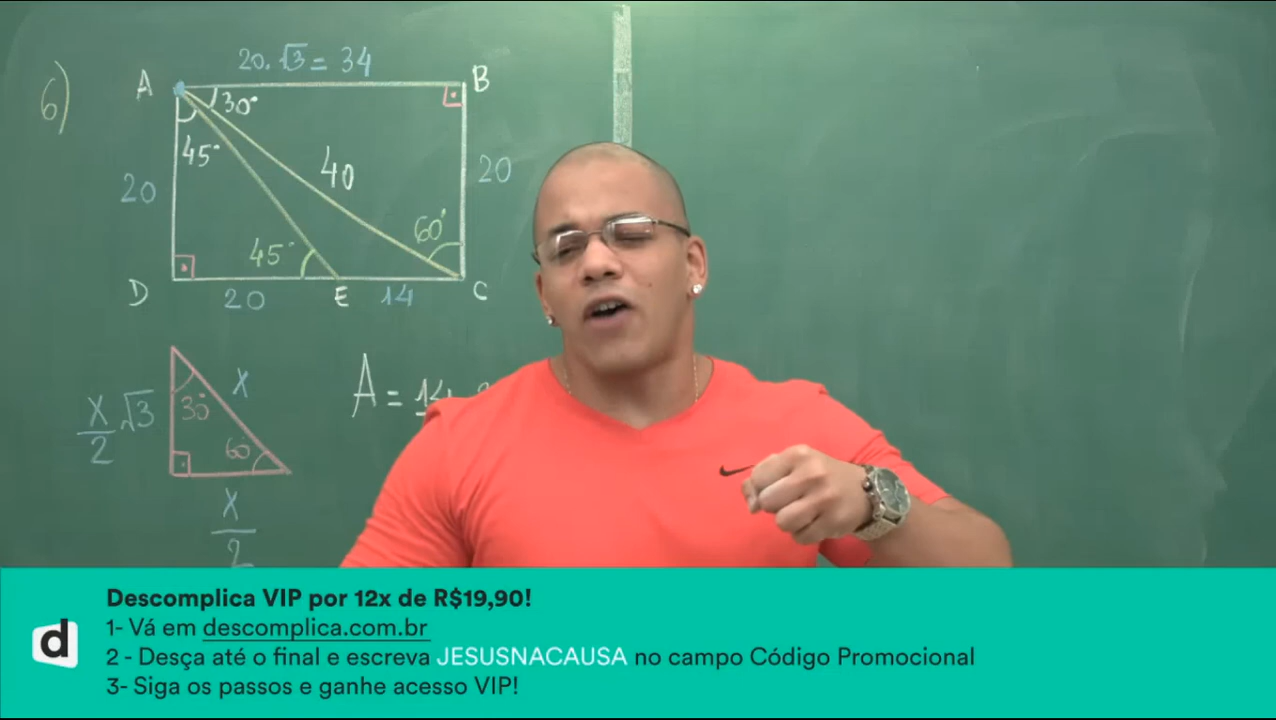 6)
20.√3 = 34
A
B
30°
45°
40
20
20
60°
45°
D
20
E
14
C
x
x/2 √3
30°
60°
A = 14
x/2
Descomplica VIP por 12x de R$19,90!
d
1- Vá em descomplica.com.br
2 - Desça até o final e escreva JESUSNACAUSA no campo Código Promocional
3- Siga os passos e ganhe acesso VIP!